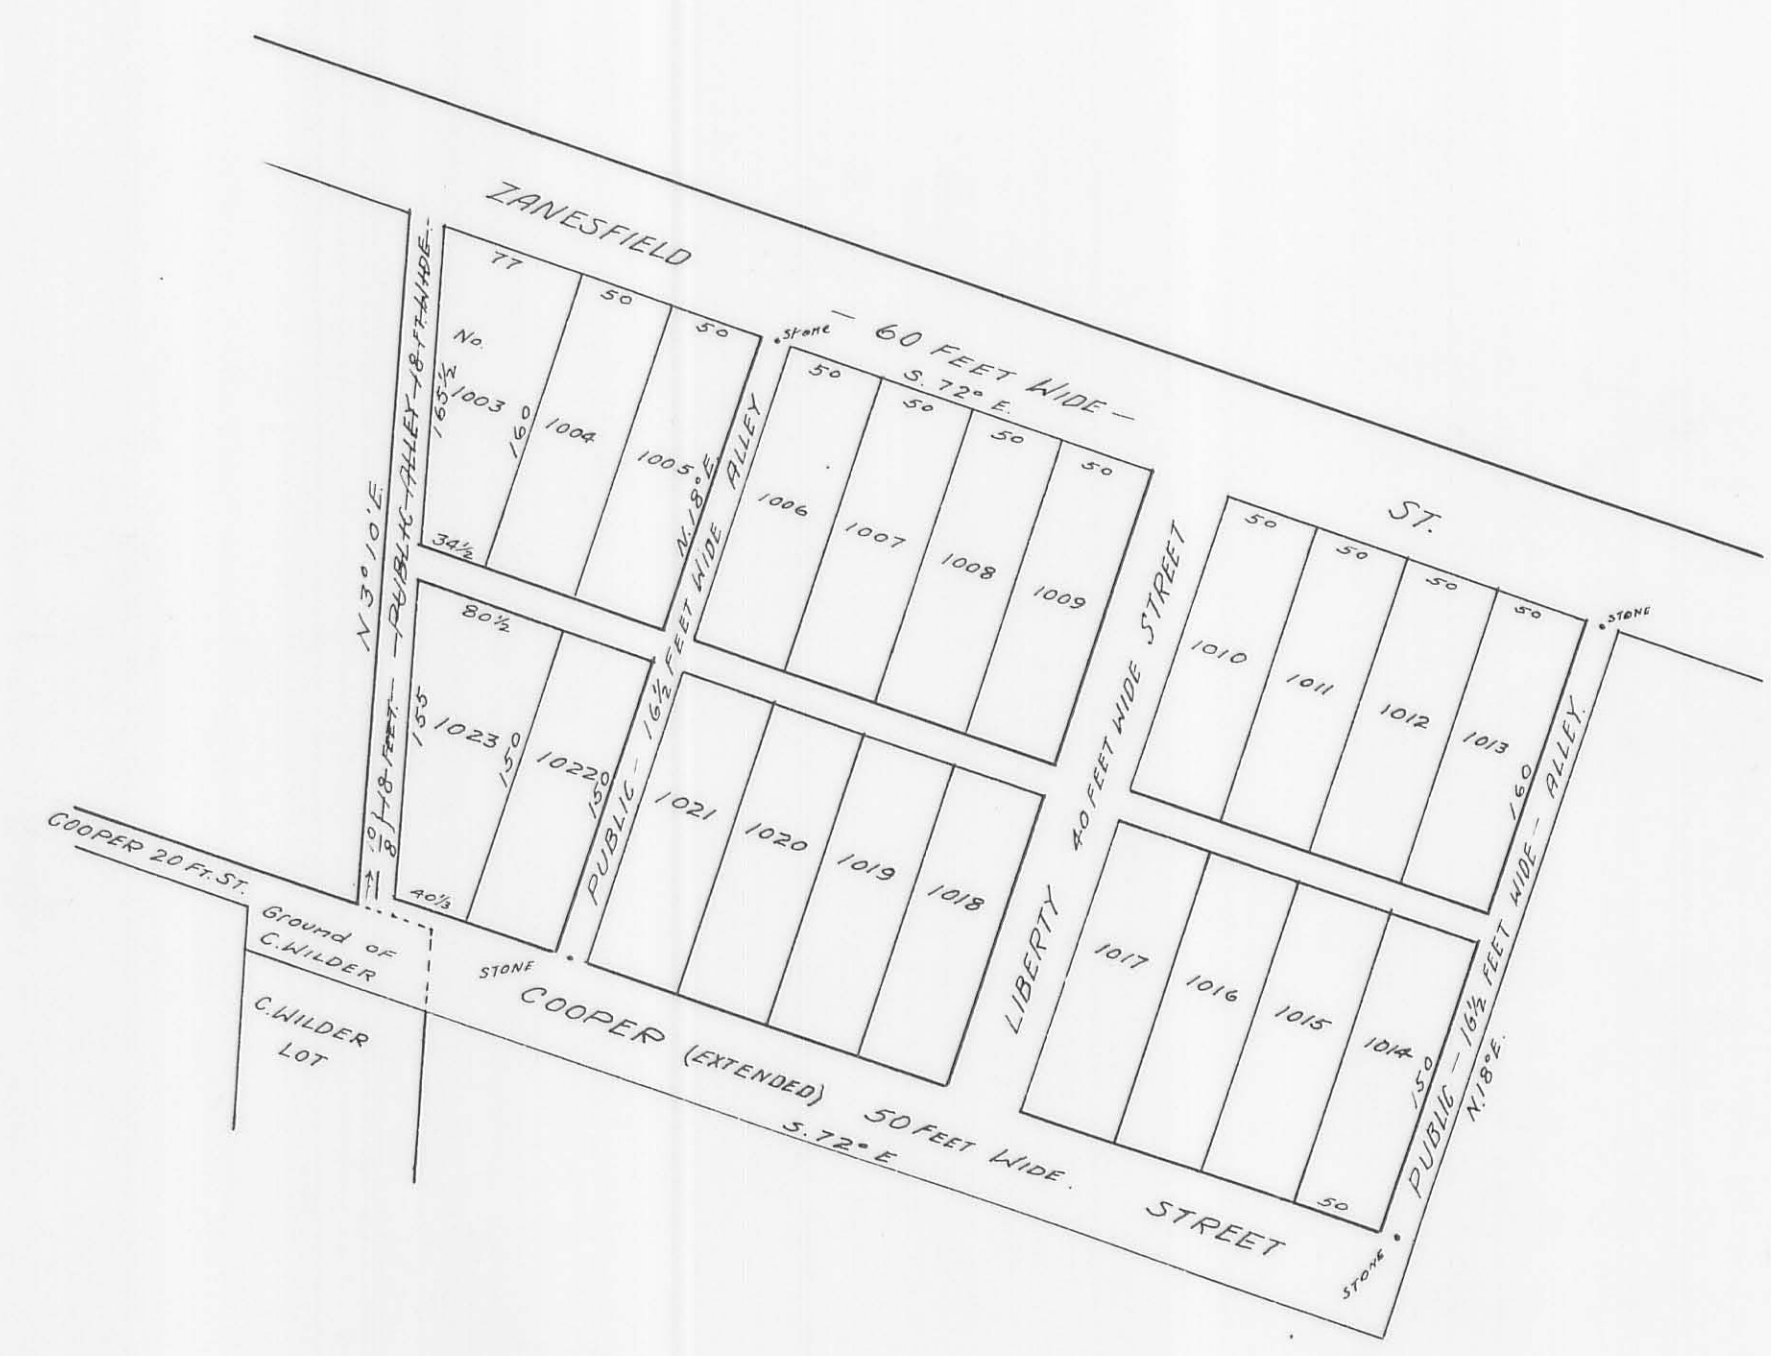 ZANESFIELD
— 60 FEET WIDE —
S. 72° E.
ST.
77
50
50
Stone
50
50
50
50
50
50
50
50
STONE
No.
1003
165½
160
1004
1005
34½
N. 18° E.
1006
1007
1008
1009
1010
1011
1012
1013
160
N 3° 10' E.
PUBLIC ALLEY 18 FT. WIDE
18 FEET
10
8
80½
155
1023
150
1022
150
40⅓
PUBLIC — 16½ FEET WIDE ALLEY
1021
1020
1019
1018
LIBERTY 40 FEET WIDE STREET
1017
1016
1015
1014
150
50
PUBLIC — 16½ FEET WIDE — ALLEY.
N. 18° E.
COOPER 20 FT. ST.
Ground of
C. WILDER
C. WILDER
LOT
STONE
COOPER (EXTENDED) 50 FEET WIDE. STREET
S. 72° E
STONE